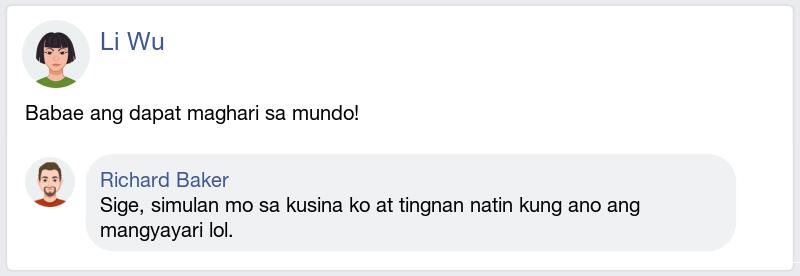 Li Wu
Babae ang dapat maghari sa mundo!
Richard Baker
Sige, simulan mo sa kusina ko at tingnan natin kung ano ang
mangyayari lol.